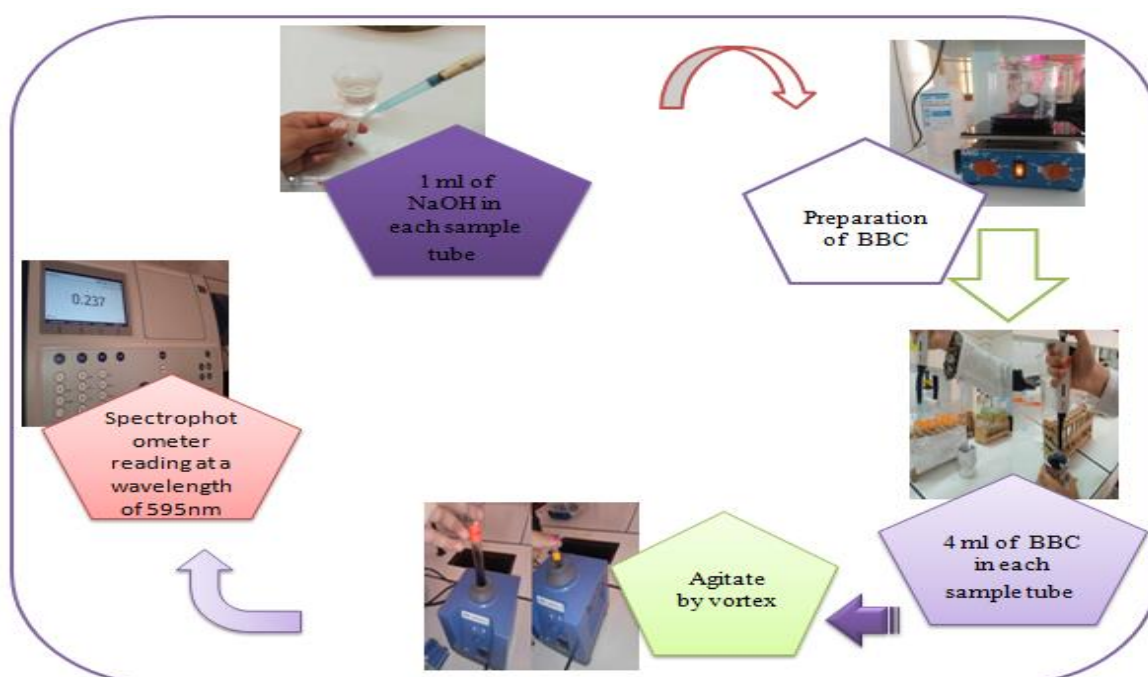 1 ml of
NaOH in
each sample
tube
Preparation
of BBC
4 ml of BBC
in each
sample tube
Agitate
by vortex
Spectrophot
ometer
reading at a
wavelength
of 595nm
0.237